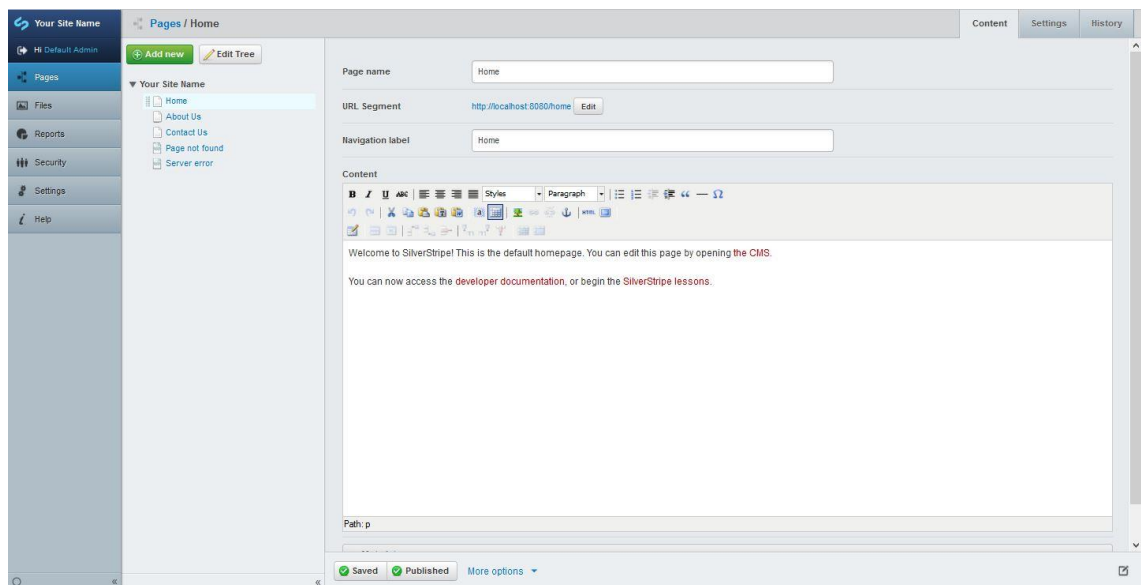 Your Site Name
Pages / Home
Content
Settings
History
Hi Default Admin
Pages
Files
Reports
Security
Settings
Help
Add new
Edit Tree
Your Site Name
Home
About Us
Contact Us
Page not found
Server error
Page name
Home
URL Segment
http://localhost:8080/home
Edit
Navigation label
Home
Content
B I U ABC Styles Paragraph
HTML
Welcome to SilverStripe! This is the default homepage. You can edit this page by opening the CMS.
You can now access the developer documentation, or begin the SilverStripe lessons.
Path: p
Saved
Published
More options